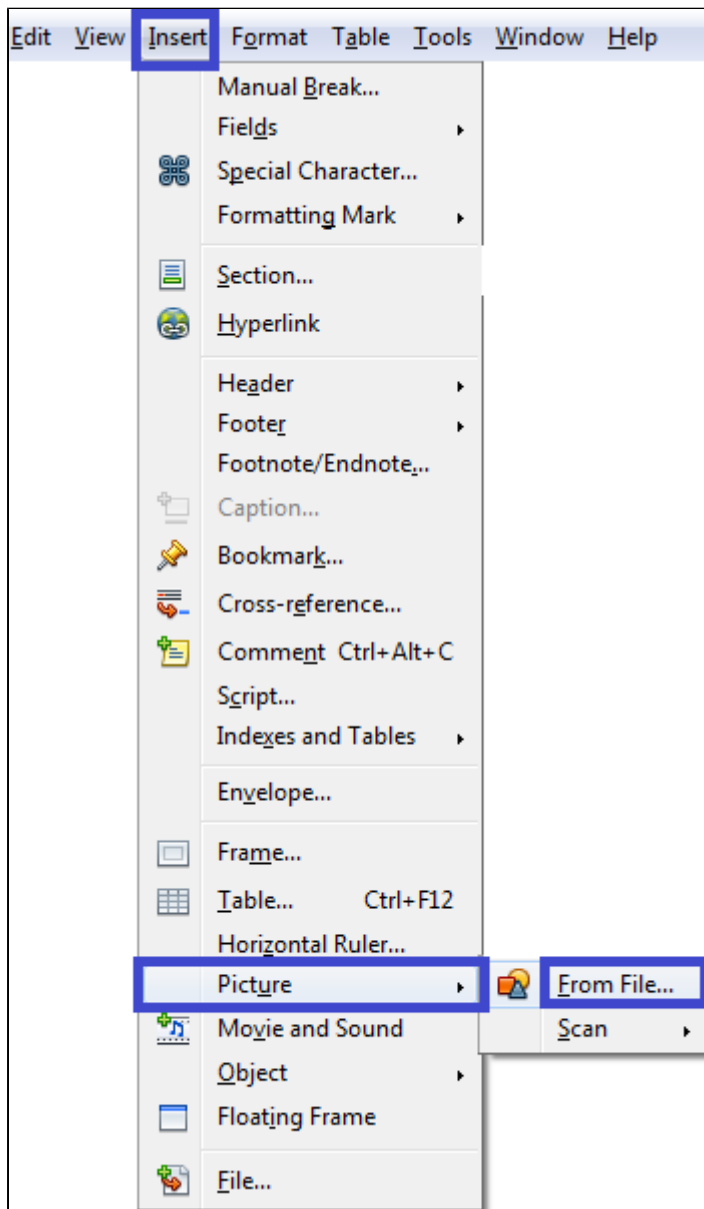 Edit View Insert Format Table Tools Window Help
Manual Break...
Fields
Special Character...
Formatting Mark
Section...
Hyperlink
Header
Footer
Footnote/Endnote...
Caption...
Bookmark...
Cross-reference...
Comment Ctrl+Alt+C
Script...
Indexes and Tables
Envelope...
Frame...
Table... Ctrl+F12
Horizontal Ruler...
Picture From File...
Movie and Sound Scan
Object
Floating Frame
File...